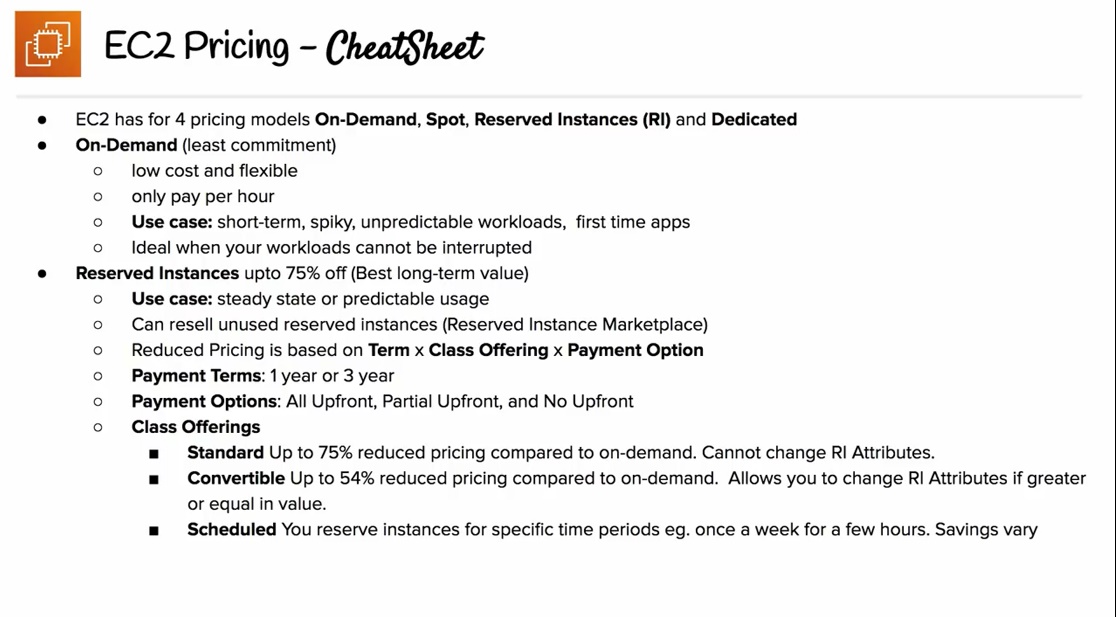 EC2 Pricing – CheatSheet
● EC2 has for 4 pricing models On-Demand, Spot, Reserved Instances (RI) and Dedicated
● On-Demand (least commitment)
○ low cost and flexible
○ only pay per hour
○ Use case: short-term, spiky, unpredictable workloads,  first time apps
○ Ideal when your workloads cannot be interrupted
● Reserved Instances upto 75% off (Best long-term value)
○ Use case: steady state or predictable usage
○ Can resell unused reserved instances (Reserved Instance Marketplace)
○ Reduced Pricing is based on Term x Class Offering x Payment Option
○ Payment Terms: 1 year or 3 year
○ Payment Options: All Upfront, Partial Upfront, and No Upfront
○ Class Offerings
■ Standard Up to 75% reduced pricing compared to on-demand. Cannot change RI Attributes.
■ Convertible Up to 54% reduced pricing compared to on-demand.  Allows you to change RI Attributes if greater
or equal in value.
■ Scheduled You reserve instances for specific time periods eg. once a week for a few hours. Savings vary